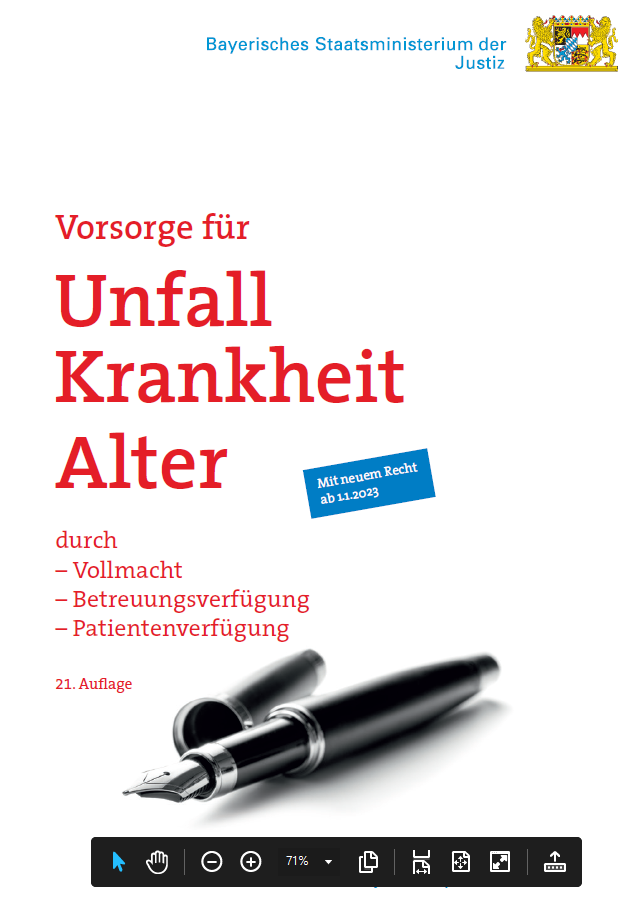 Bayerisches Staatsministerium der
Justiz
Vorsorge für
Unfall
Krankheit
Alter
Mit neuem Recht
ab 1.1.2023
durch
– Vollmacht
– Betreuungsverfügung
– Patientenverfügung
21. Auflage
71%